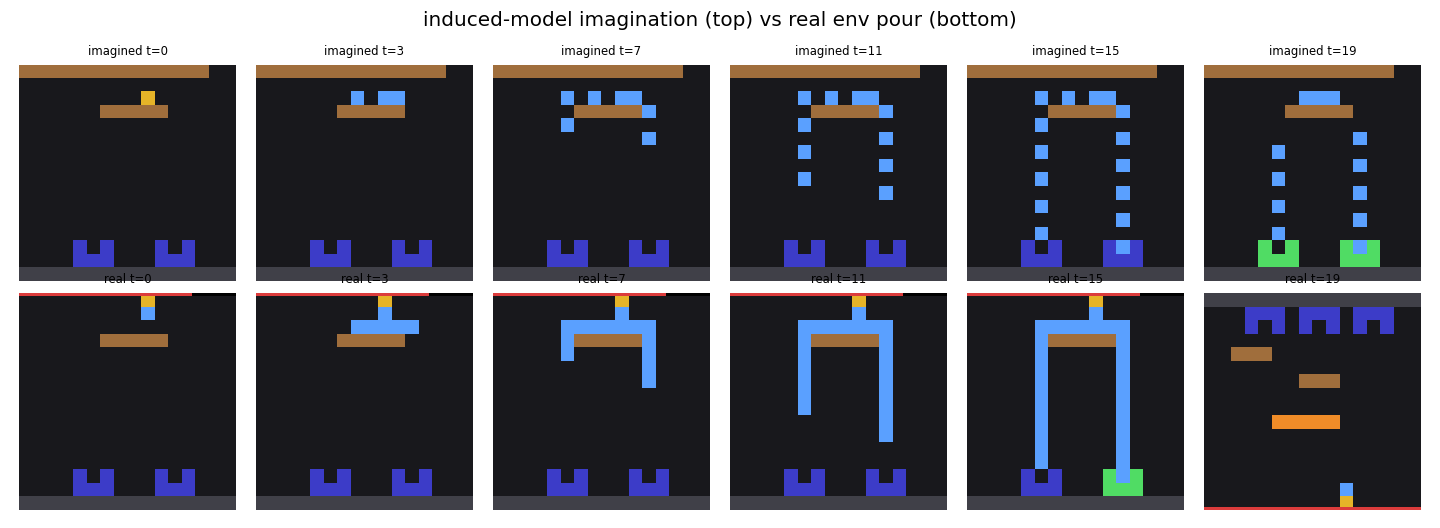 induced-model imagination (top) vs real env pour (bottom)
imagined t=0
imagined t=3
imagined t=7
imagined t=11
imagined t=15
imagined t=19
real t=0
real t=3
real t=7
real t=11
real t=15
real t=19